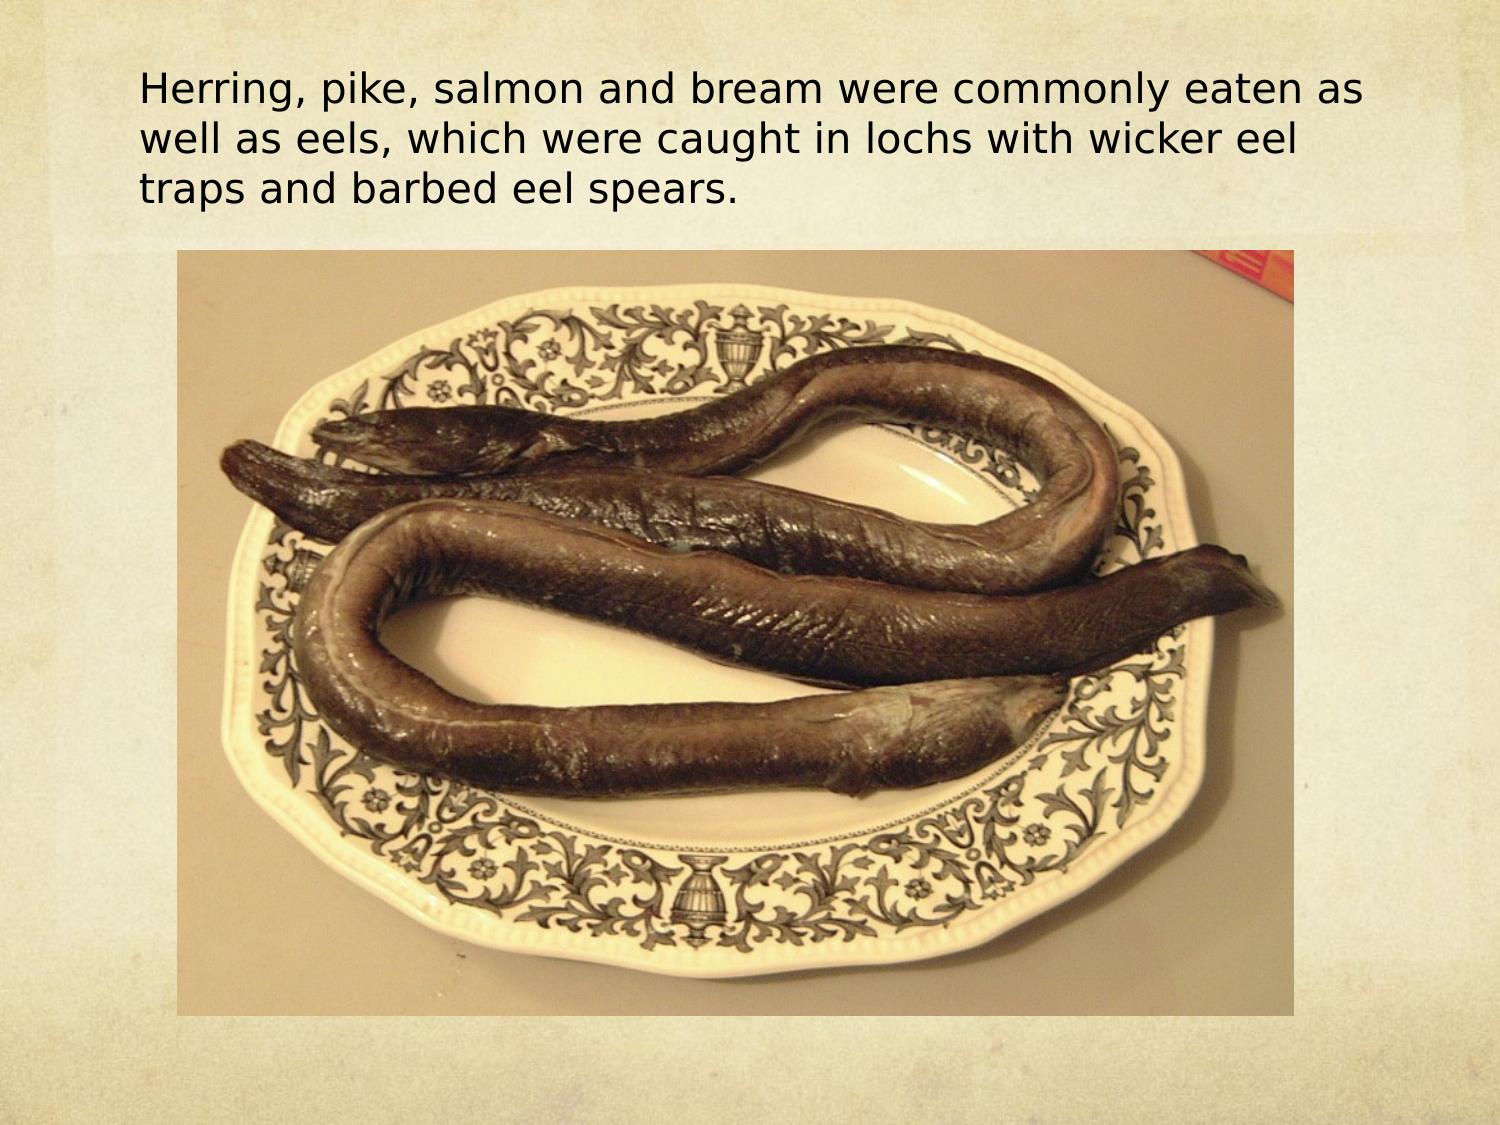 Herring, pike, salmon and bream were commonly eaten as
well as eels, which were caught in lochs with wicker eel
traps and barbed eel spears.